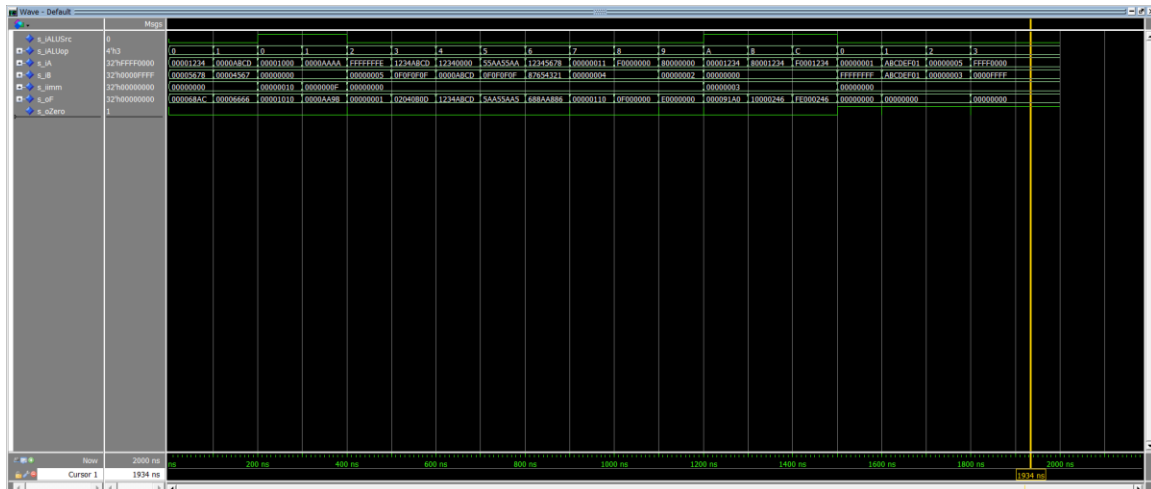 Wave - Default
Msgs
s_iALUSrc 0
s_iALUop 4'h3 0 1 0 1 2 3 4 5 6 7 8 9 A B C 0 1 2 3
s_iA 32'hFFFF0000 00001234 0000ABCD 00001000 0000AAAA FFFFFFFE 1234ABCD 12340000 55AA55AA 12345678 00000011 F0000000 80000000 00001234 80001234 F0001234 00000001 ABCDEF01 00000005 FFFF0000
s_iB 32'h0000FFFF 00005678 00004567 00000000 00000005 0F0F0F0F 0000ABCD 0F0F0F0F 87654321 00000004 00000002 00000000 FFFFFFFF ABCDEF01 00000003 0000FFFF
s_iimm 32'h00000000 00000000 00000010 0000000F 00000000 00000003 00000000
s_oF 32'h00000000 000068AC 00006666 00001010 0000AA9B 00000001 02040B0D 1234ABCD 5AA55AA5 688AA886 00000110 0F000000 E0000000 000091A0 10000246 FE000246 00000000 00000000 00000000
s_oZero 1
Now 2000 ns
ns 200 ns 400 ns 600 ns 800 ns 1000 ns 1200 ns 1400 ns 1600 ns 1800 ns 2000 ns
Cursor 1 1934 ns
1934 ns